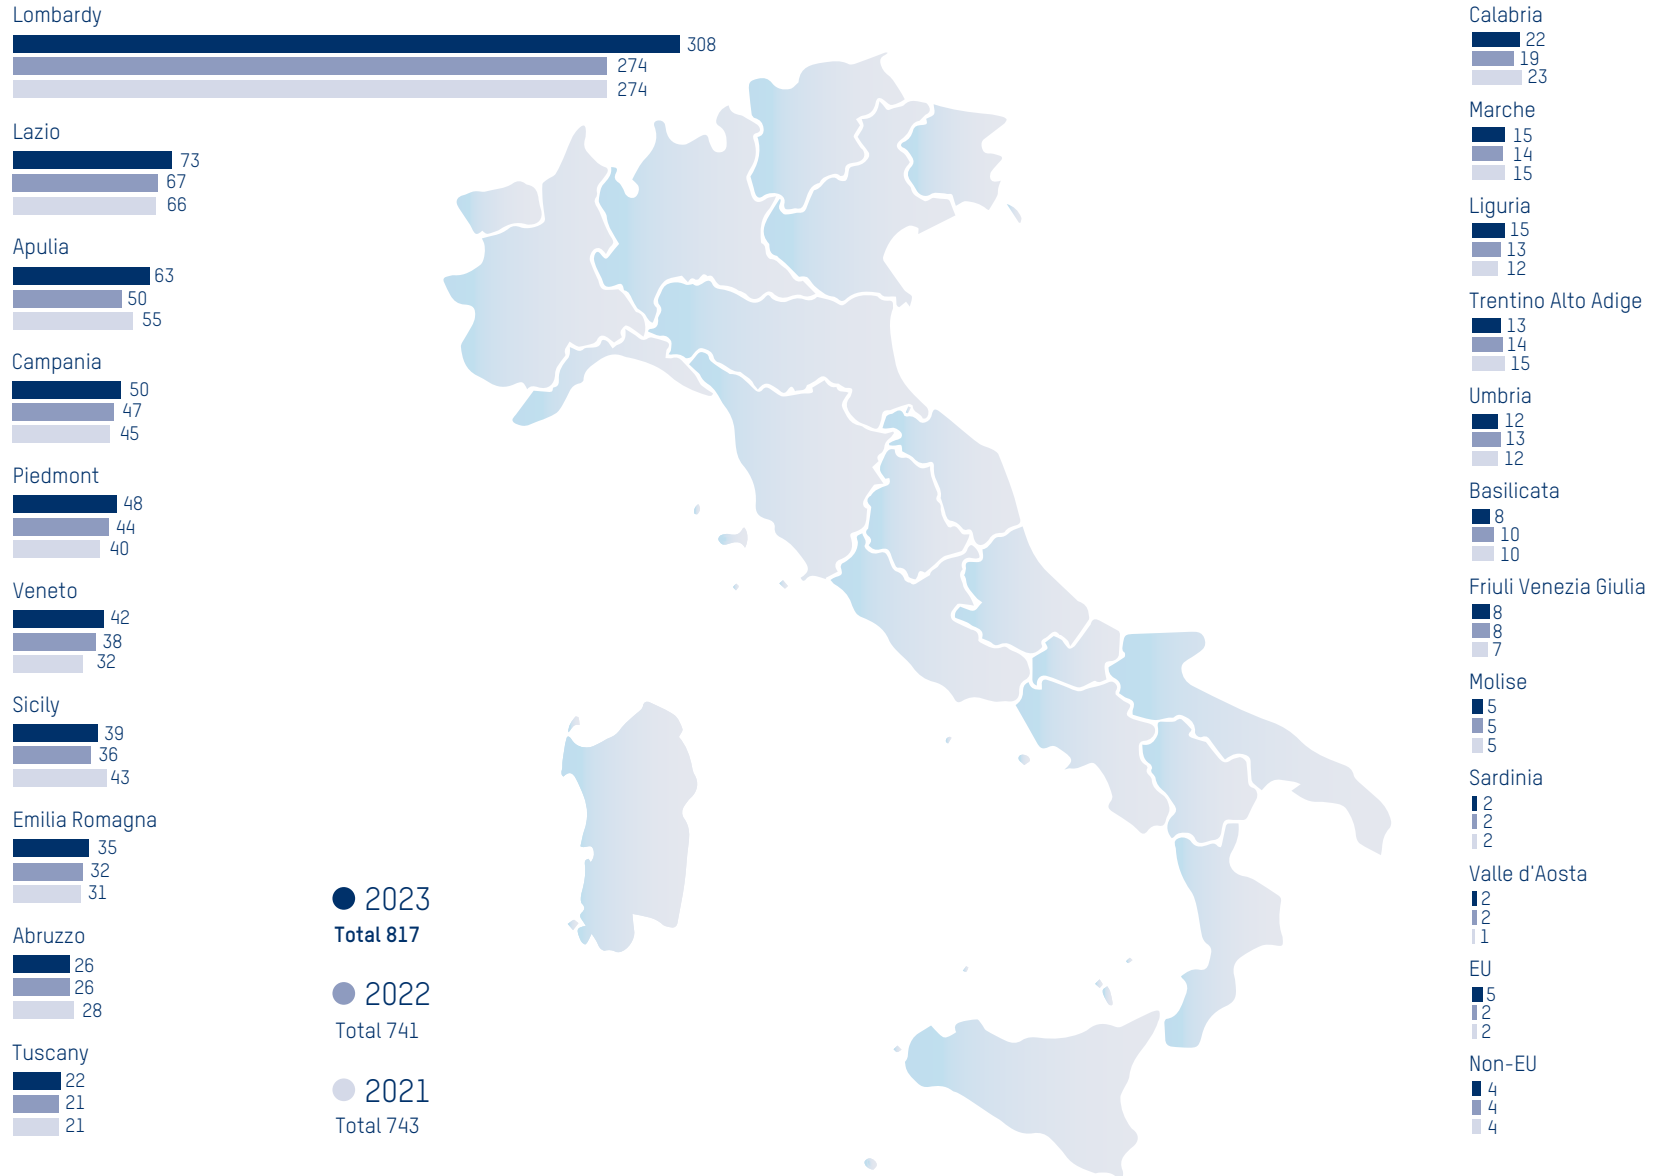 Lombardy
308
274
274
Lazio
73
67
66
Apulia
63
50
55
Campania
50
47
45
Piedmont
48
44
40
Veneto
42
38
32
Sicily
39
36
43
Emilia Romagna
35
32
31
Abruzzo
26
26
28
Tuscany
22
21
21
2023
Total 817
2022
Total 741
2021
Total 743
Calabria
22
19
23
Marche
15
14
15
Liguria
15
13
12
Trentino Alto Adige
13
14
15
Umbria
12
13
12
Basilicata
8
10
10
Friuli Venezia Giulia
8
8
7
Molise
5
5
5
Sardinia
2
2
2
Valle d'Aosta
2
2
1
EU
5
2
2
Non-EU
4
4
4